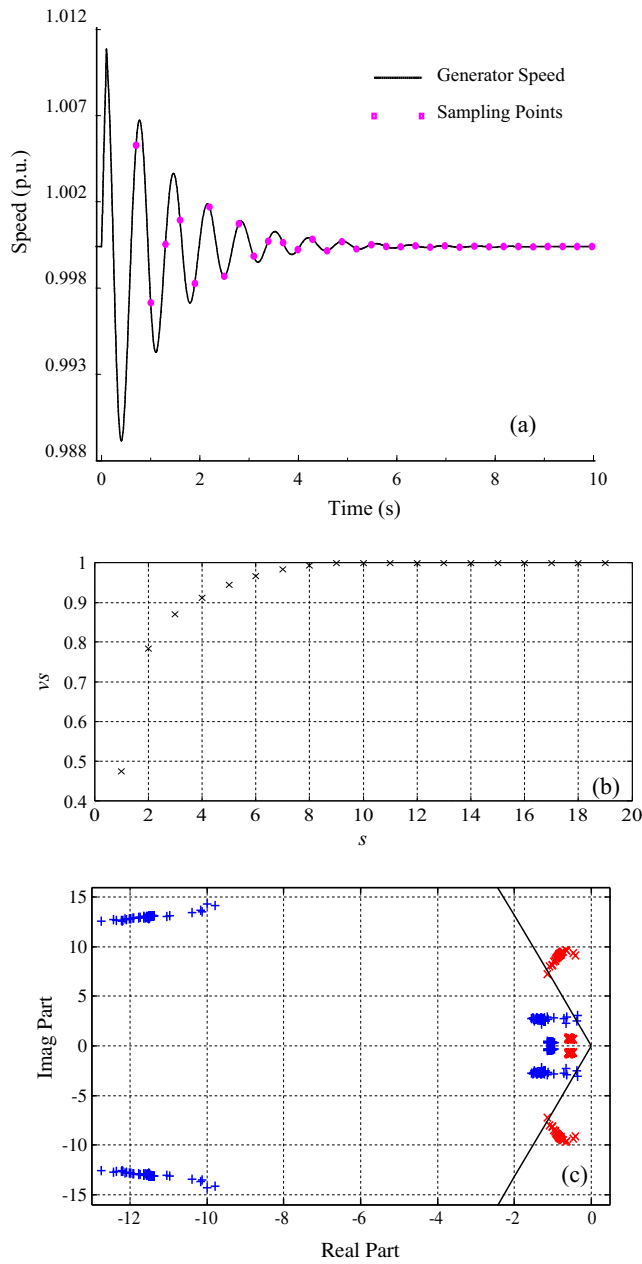 1.012
1.007
1.002
0.998
0.993
0.988
Speed (p.u.)
Generator Speed
Sampling Points
(a)
0 2 4 6 8 10
Time (s)
1
0.9
0.8
0.7
0.6
0.5
0.4
vs
(b)
0 2 4 6 8 10 12 14 16 18 20
s
15
10
5
0
-5
-10
-15
Imag Part
(c)
-12 -10 -8 -6 -4 -2 0
Real Part